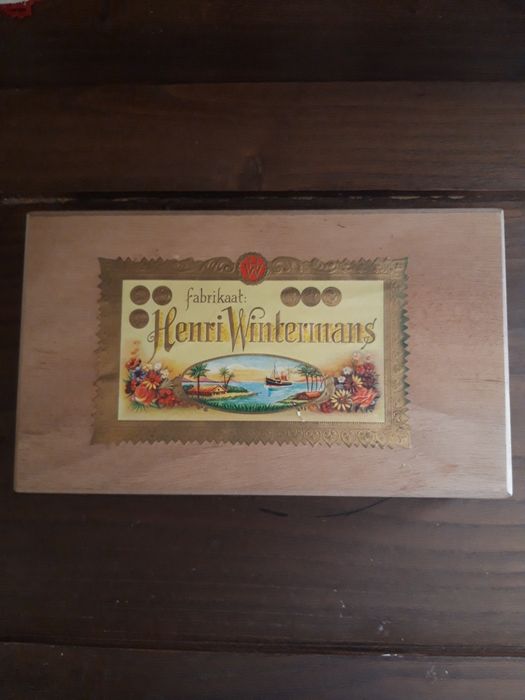 W
fabrikaat:
Henri Wintermans